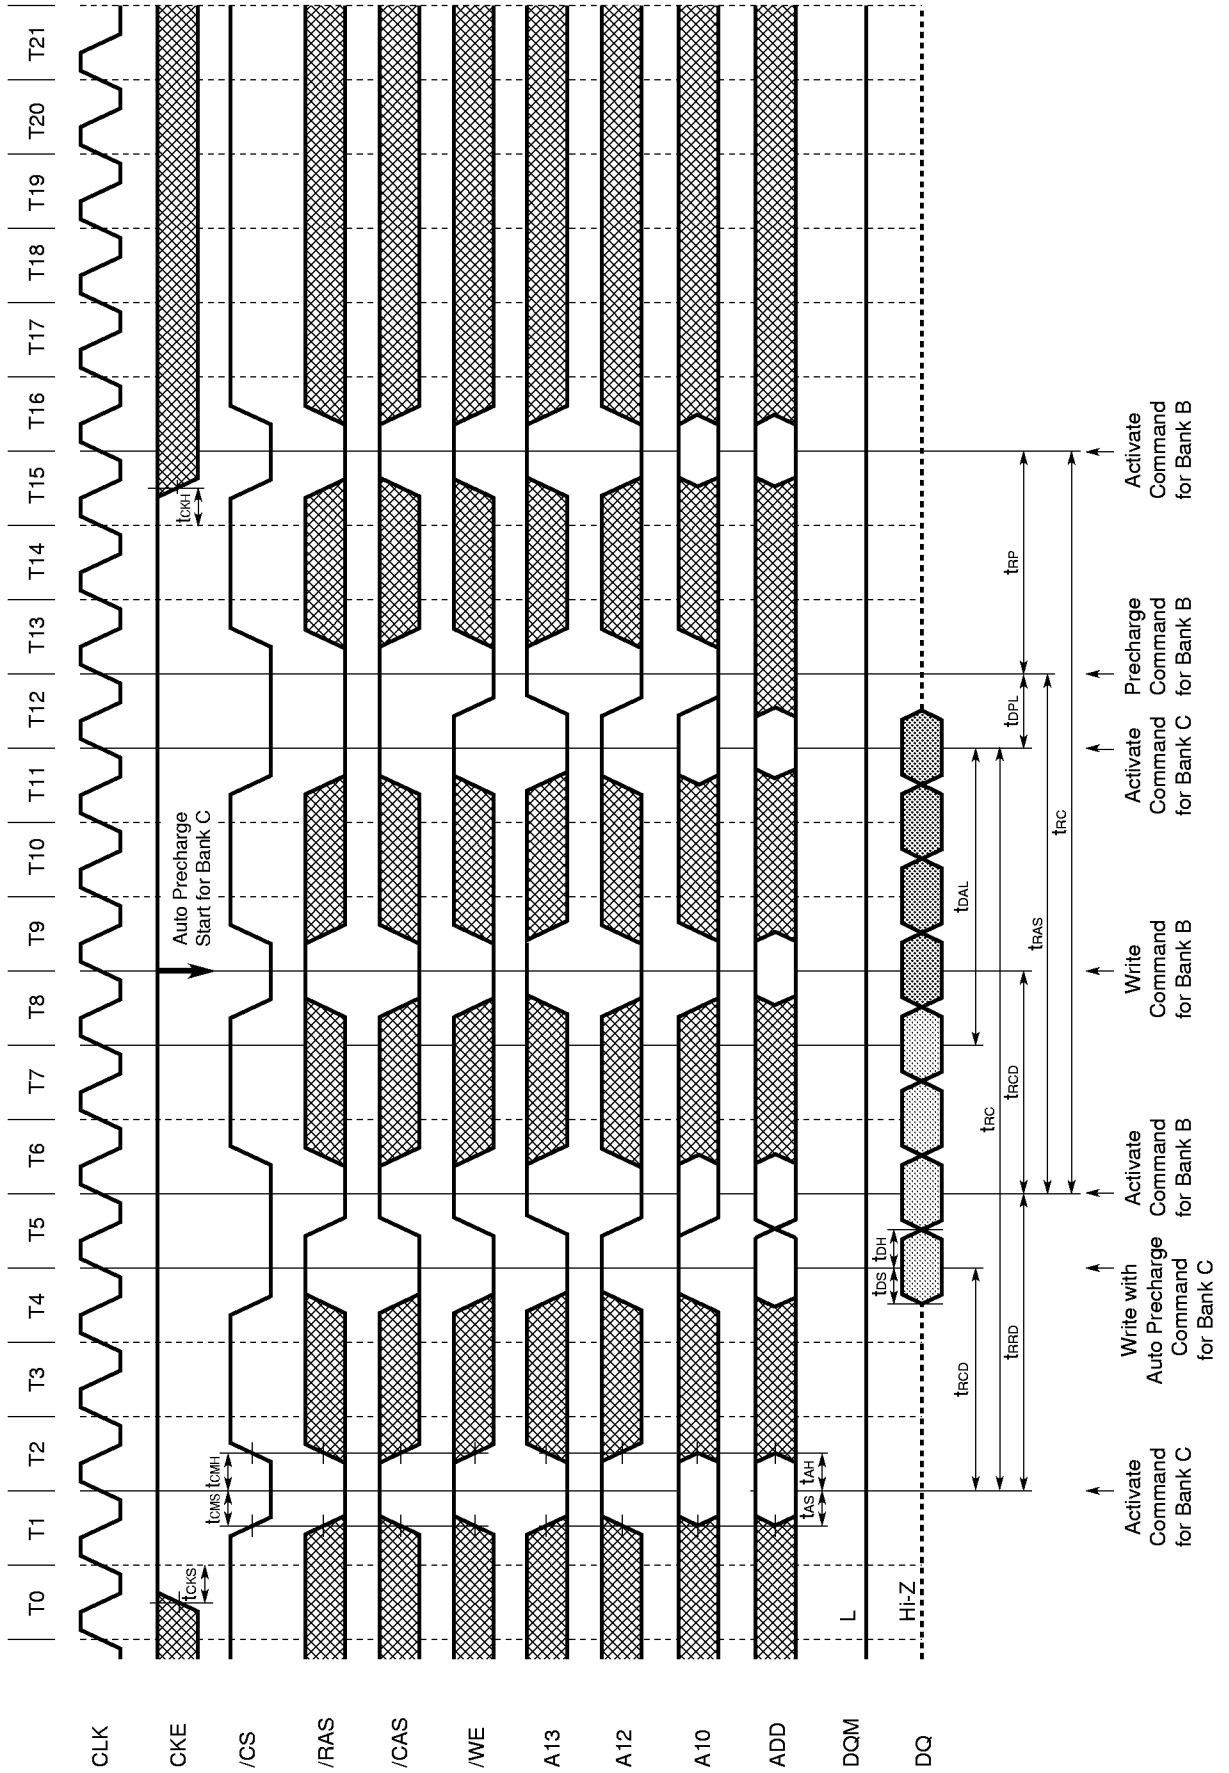 T0 T1 T2 T3 T4 T5 T6 T7 T8 T9 T10 T11 T12 T13 T14 T15 T16 T17 T18 T19 T20 T21
CLK
CKE
tCKS
Auto Precharge
Start for Bank C
tCKH
/CS
tCMS tCMH
/RAS
/CAS
/WE
A13
A12
A10
ADD
tAS tAH
DQM
L
DQ
Hi-Z
tDS tDH
tRCD
tDAL
tRC
tRRD
tRCD
tDPL
tRP
tRAS
tRC
Activate
Command
for Bank C
Write with
Auto Precharge
Command
for Bank C
Activate
Command
for Bank B
Write
Command
for Bank B
Activate
Command
for Bank C
Precharge
Command
for Bank B
Activate
Command
for Bank B